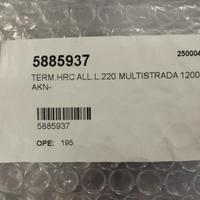 5885937
250004
TERM.HRC ALL.L.220 MULTISTRADA 1200
AKN-
5885937
OPE: 195